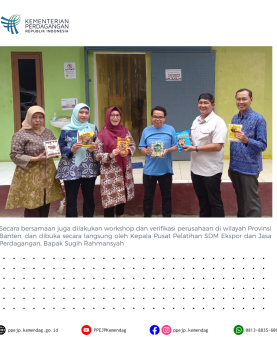 KEMENTERIAN
PERDAGANGAN
REPUBLIK INDONESIA
Secara bersamaan juga dilakukan workshop dan verifikasi perusahaan di wilayah Provinsi
Banten, dan dibuka secara langsung oleh Kepala Pusat Pelatihan SDM Ekspor dan Jasa
Perdagangan, Bapak Sugih Rahmansyah
ppejp.kemendag.go.id
PPEJPKemendag
ppejp.kemendag